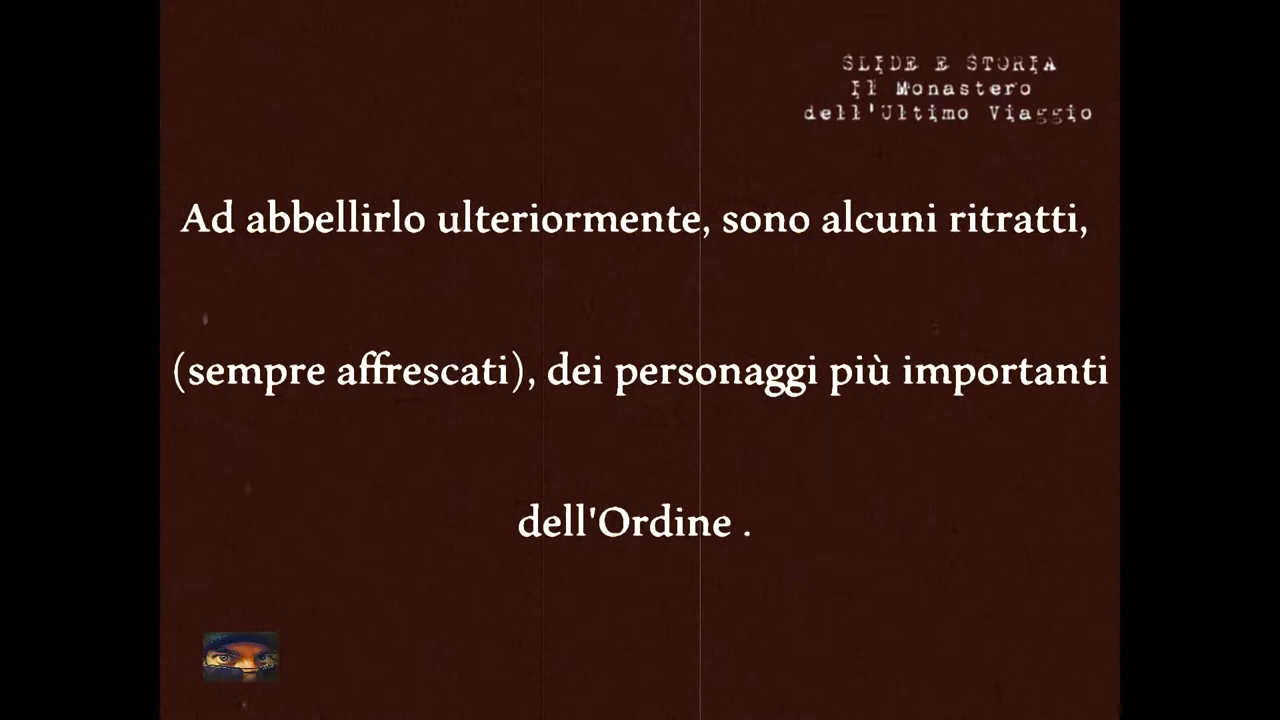 SLIDE E STORIA
Il Monastero
dell'Ultimo Viaggio
Ad abbellirlo ulteriormente, sono alcuni ritratti,
(sempre affrescati), dei personaggi più importanti
dell'Ordine .